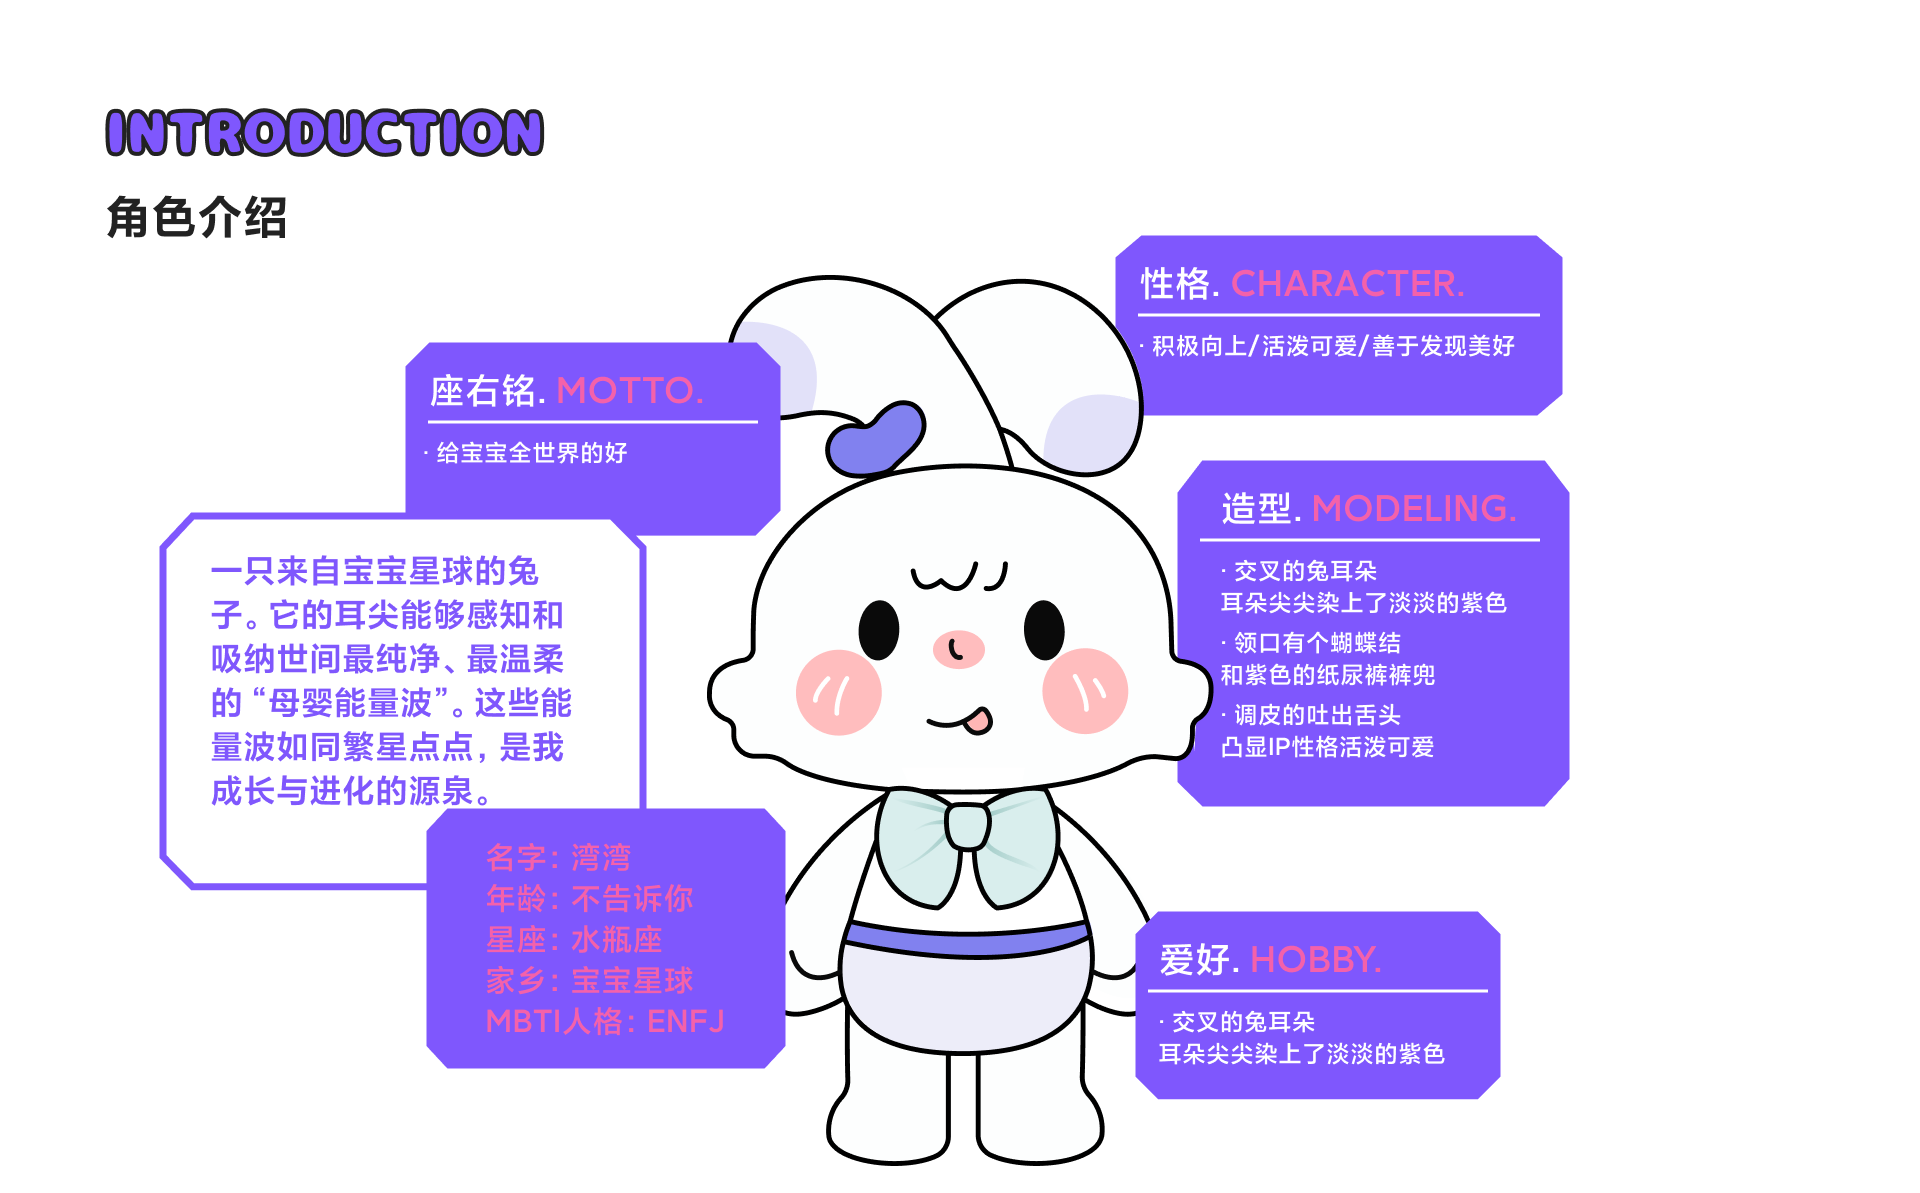 INTRODUCTION
角色介绍
座右铭. MOTTO.
· 给宝宝全世界的好
一只来自宝宝星球的兔
子。它的耳尖能够感知和
吸纳世间最纯净、最温柔
的“母婴能量波”。这些能
量波如同繁星点点，是我
成长与进化的源泉。
名字：湾湾
年龄：不告诉你
星座：水瓶座
家乡：宝宝星球
MBTI人格：ENFJ
性格. CHARACTER.
· 积极向上/活泼可爱/善于发现美好
造型. MODELING.
· 交叉的兔耳朵
耳朵尖尖染上了淡淡的紫色
· 领口有个蝴蝶结
和紫色的纸尿裤裤兜
· 调皮的吐出舌头
凸显IP性格活泼可爱
爱好. HOBBY.
· 交叉的兔耳朵
耳朵尖尖染上了淡淡的紫色